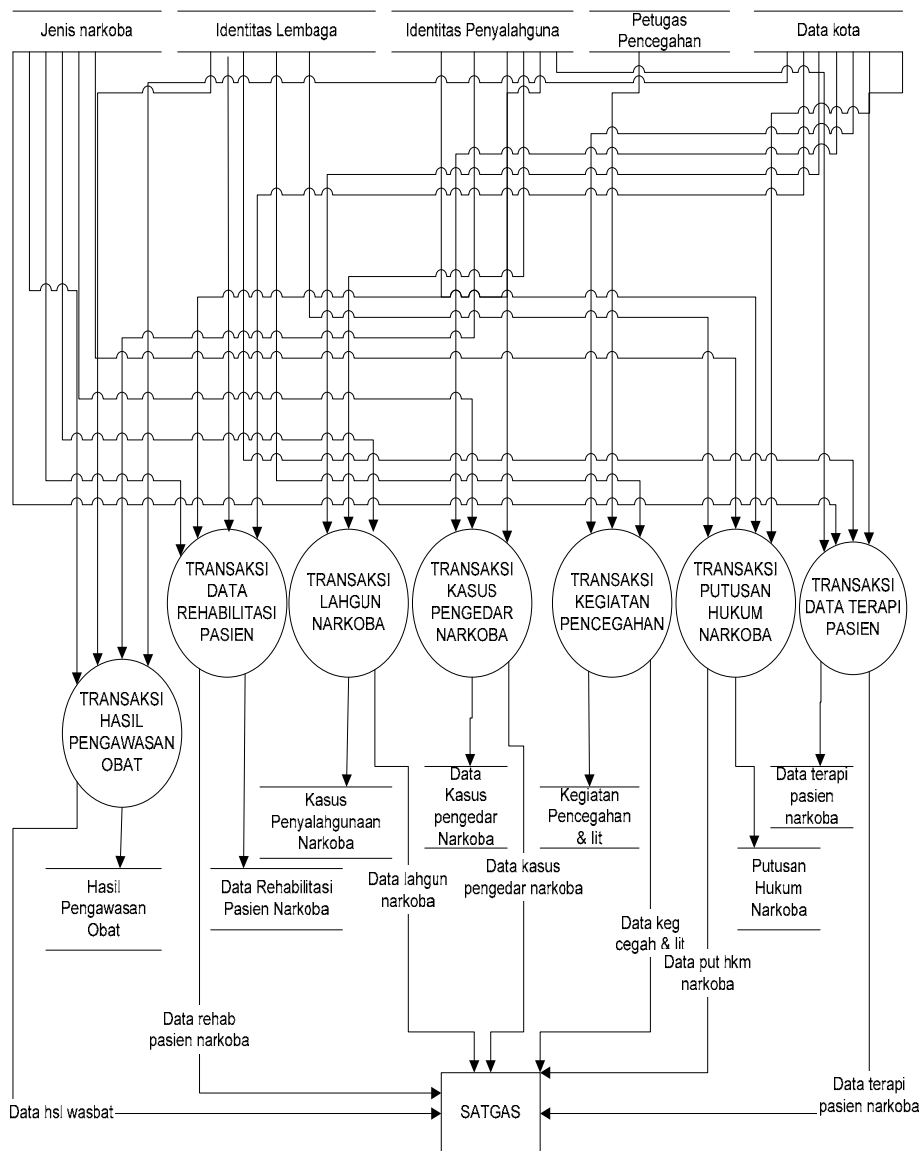 Jenis narkoba
Identitas Lembaga
Identitas Penyalahguna
Petugas
Pencegahan
Data kota
TRANSAKSI
DATA
REHABILITASI
PASIEN
TRANSAKSI
LAHGUN
NARKOBA
TRANSAKSI
KASUS
PENGEDAR
NARKOBA
TRANSAKSI
KEGIATAN
PENCEGAHAN
TRANSAKSI
PUTUSAN
HUKUM
NARKOBA
TRANSAKSI
DATA TERAPI
PASIEN
TRANSAKSI
HASIL
PENGAWASAN
OBAT
Kasus
Penyalahgunaan
Narkoba
Data
Kasus
pengedar
Narkoba
Kegiatan
Pencegahan
& lit
Data terapi
pasien
narkoba
Hasil
Pengawasan
Obat
Data Rehabilitasi
Pasien Narkoba
Data lahgun
narkoba
Data kasus
pengedar narkoba
Putusan
Hukum
Narkoba
Data keg
cegah & lit
Data put hkm
narkoba
Data rehab
pasien narkoba
Data hsl wasbat
SATGAS
Data terapi
pasien narkoba